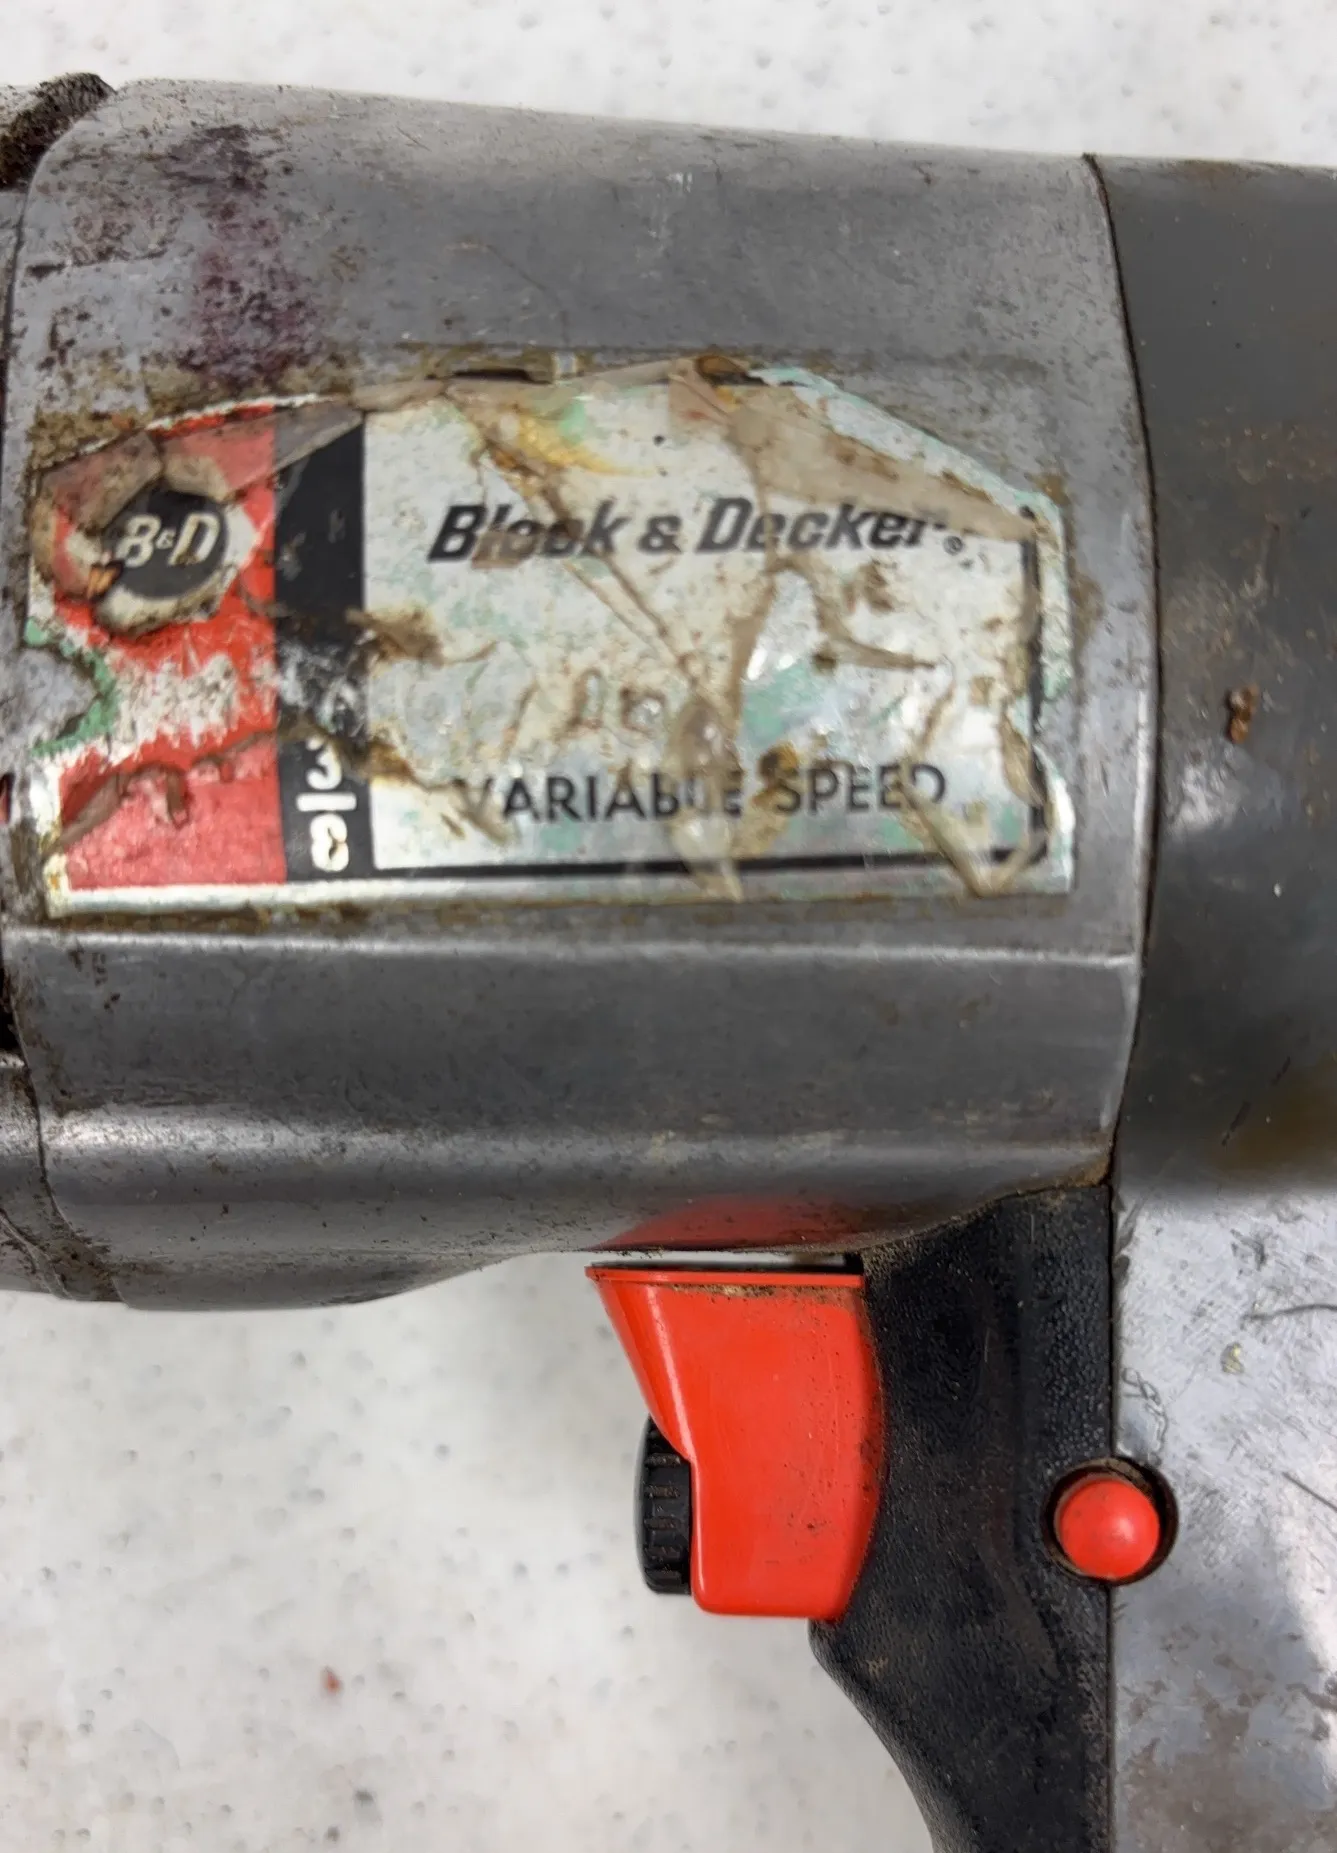 B&D
Black & Decker®
3/8
VARIABLE SPEED